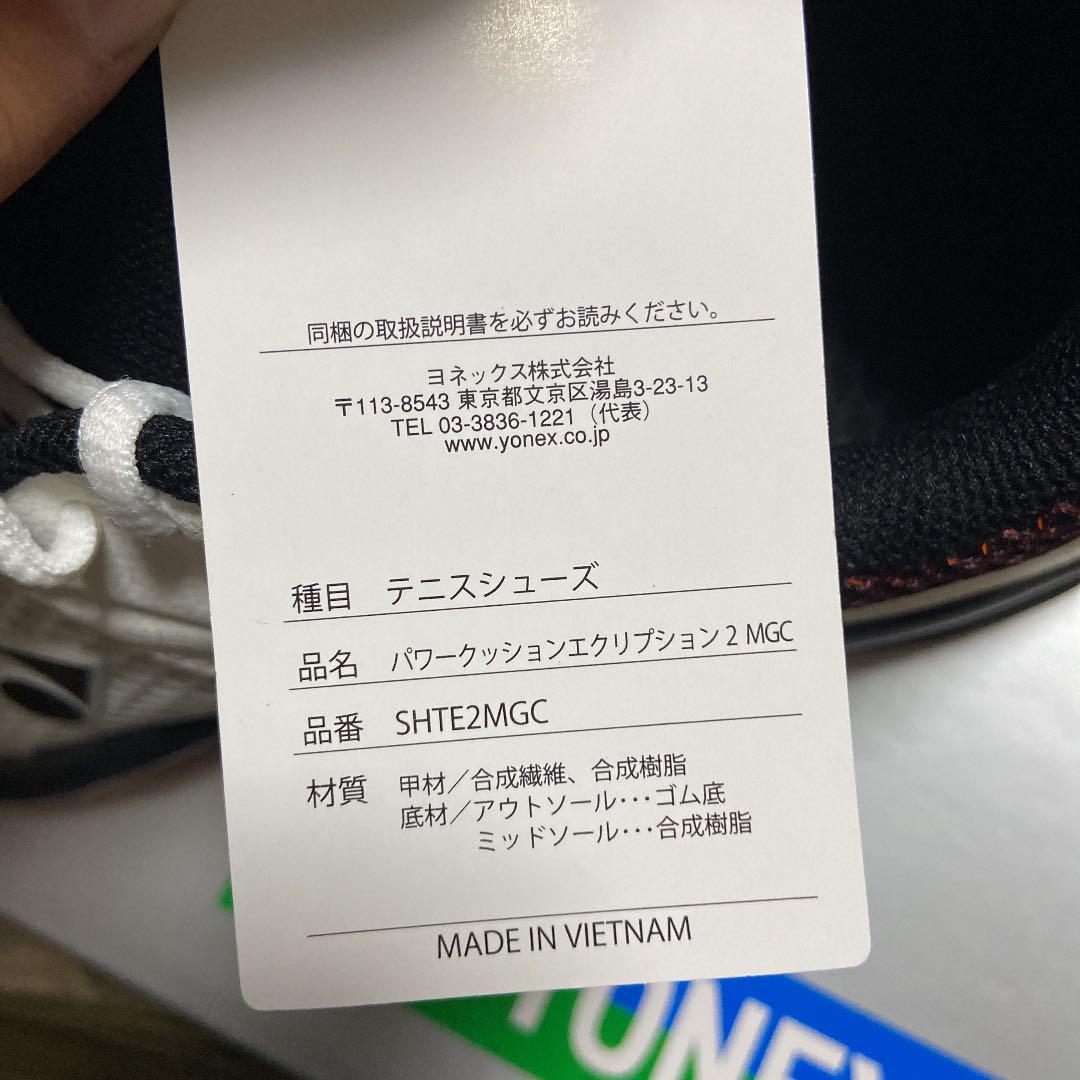 同梱の取扱説明書を必ずお読みください。
ヨネックス株式会社
〒113-8543 東京都文京区湯島3-23-13
TEL 03-3836-1221（代表）
www.yonex.co.jp
種目 テニスシューズ
品名 パワークッションエクリプション2 MGC
品番 SHTE2MGC
材質 甲材／合成繊維、合成樹脂
底材／アウトソール･･･ゴム底
ミッドソール･･･合成樹脂
MADE IN VIETNAM
YONEX